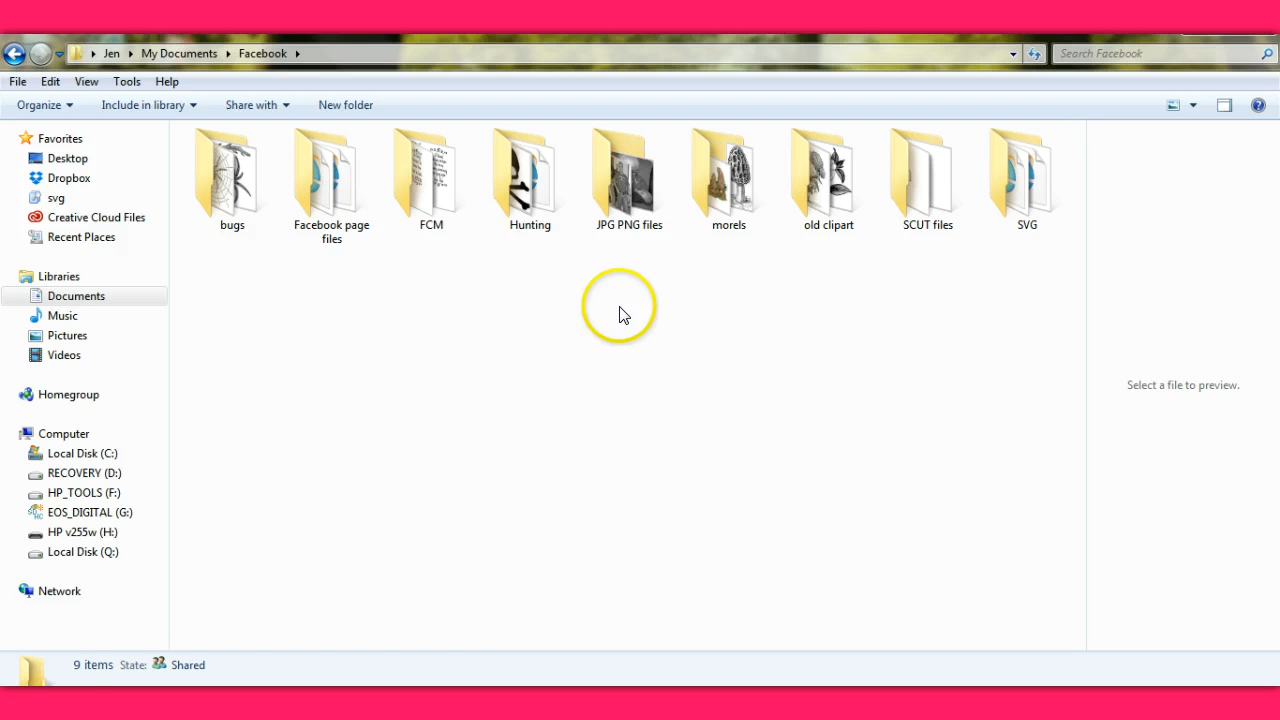 Jen My Documents Facebook
Search Facebook
File Edit View Tools Help
Organize Include in library Share with New folder
Favorites
Desktop
Dropbox
svg
Creative Cloud Files
Recent Places
Libraries
Documents
Music
Pictures
Videos
Homegroup
Computer
Local Disk (C:)
RECOVERY (D:)
HP_TOOLS (F:)
EOS_DIGITAL (G:)
HP v255w (H:)
Local Disk (Q:)
Network
bugs
Facebook page
files
FCM
Hunting
JPG PNG files
morels
old clipart
SCUT files
SVG
Select a file to preview.
9 items State: Shared